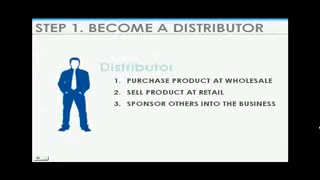 STEP 1. BECOME A DISTRIBUTOR
Distributor
1. PURCHASE PRODUCT AT WHOLESALE
2. SELL PRODUCT AT RETAIL
3. SPONSOR OTHERS INTO THE BUSINESS